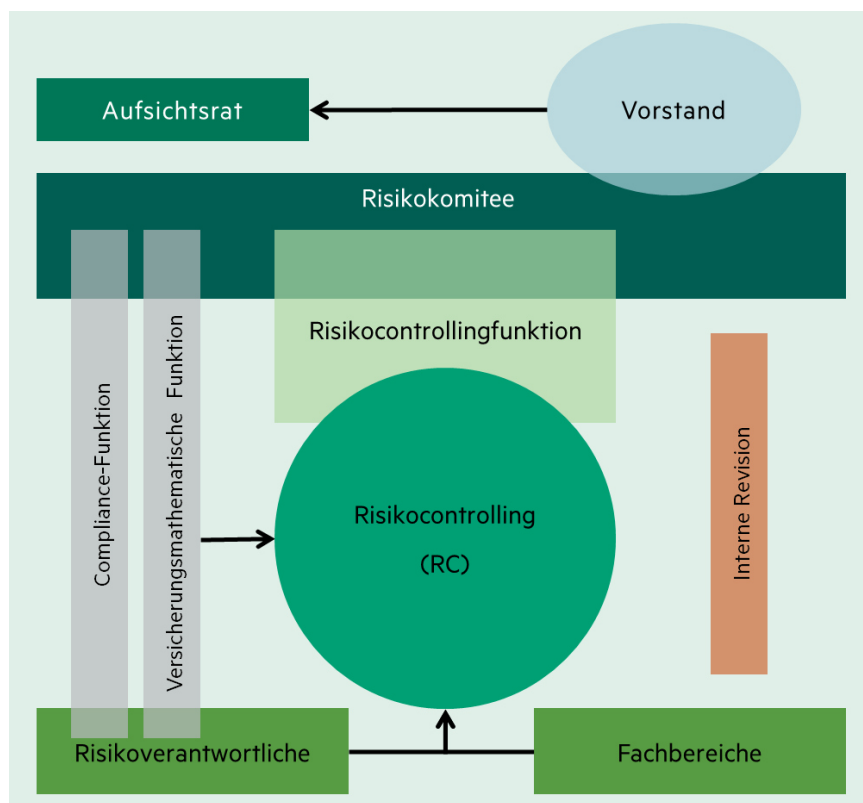 Aufsichtsrat
Vorstand
Risikokomitee
Risikocontrollingfunktion
Compliance-Funktion
Versicherungsmathematische Funktion
Risikocontrolling
(RC)
Interne Revision
Risikoverantwortliche
Fachbereiche